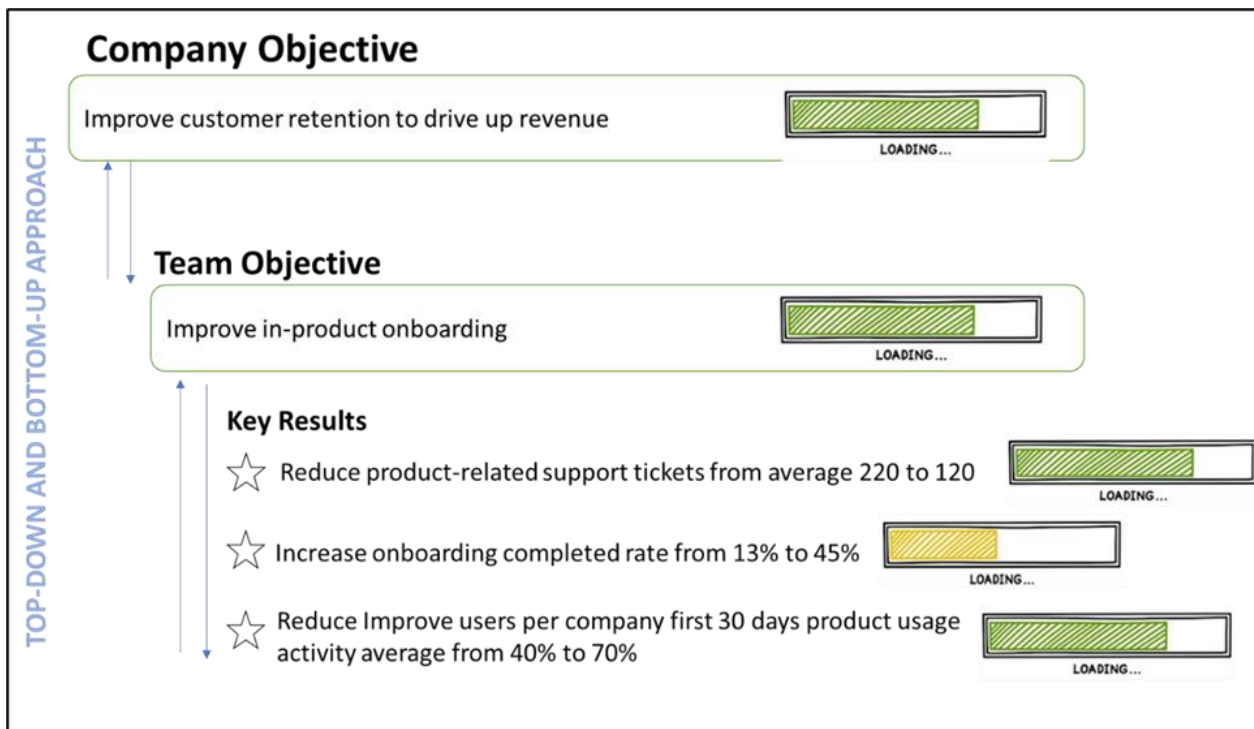 Company Objective
Improve customer retention to drive up revenue
LOADING...
TOP-DOWN AND BOTTOM-UP APPROACH
Team Objective
Improve in-product onboarding
LOADING...
Key Results
Reduce product-related support tickets from average 220 to 120
LOADING...
Increase onboarding completed rate from 13% to 45%
LOADING...
Reduce Improve users per company first 30 days product usage
activity average from 40% to 70%
LOADING...